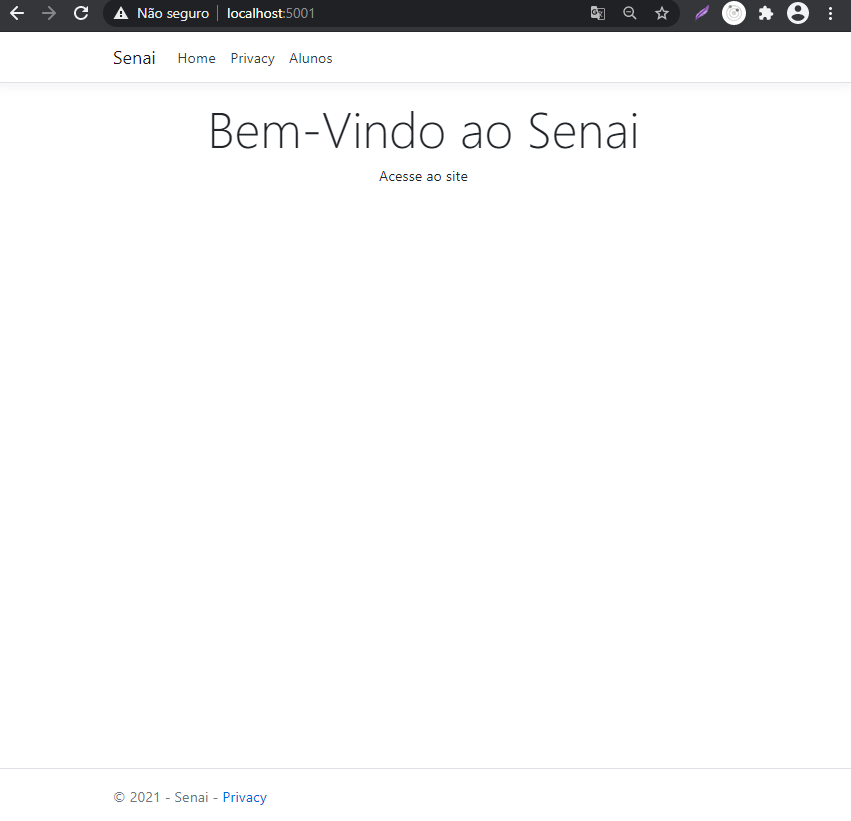 Não seguro | localhost:5001
Senai Home Privacy Alunos
Bem-Vindo ao Senai
Acesse ao site
© 2021 - Senai - Privacy